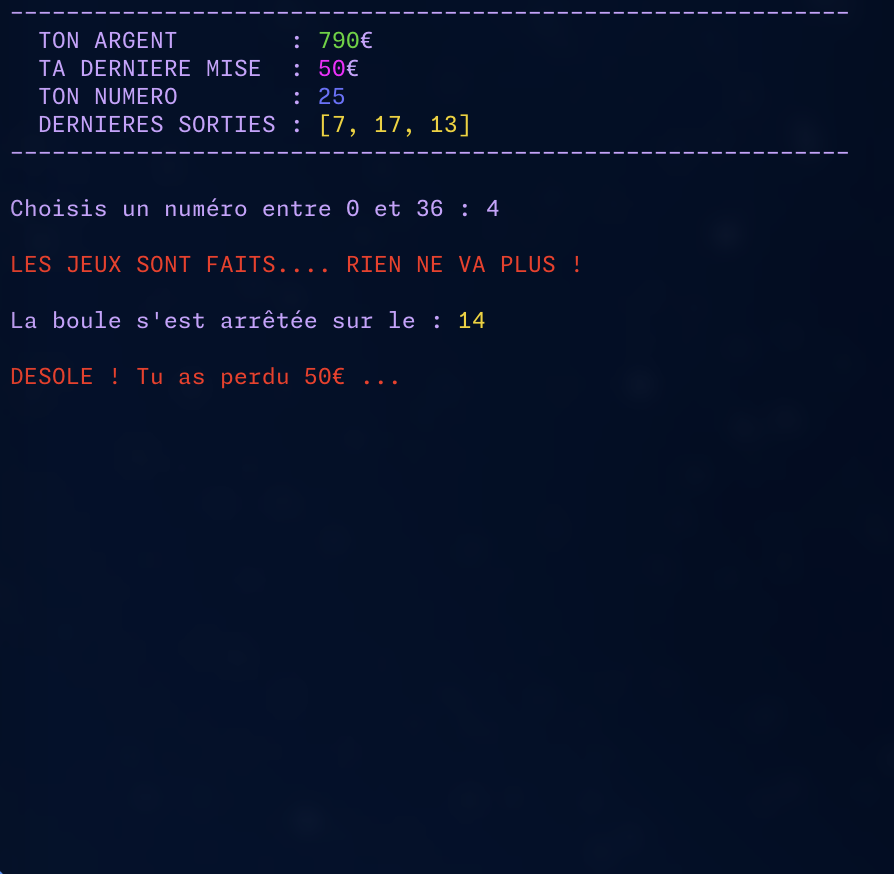 ------------------------------------------------------------
TON ARGENT : 790€
TA DERNIERE MISE : 50€
TON NUMERO : 25
DERNIERES SORTIES : [7, 17, 13]
------------------------------------------------------------
Choisis un numéro entre 0 et 36 : 4
LES JEUX SONT FAITS.... RIEN NE VA PLUS !
La boule s'est arrêtée sur le : 14
DESOLE ! Tu as perdu 50€ ...